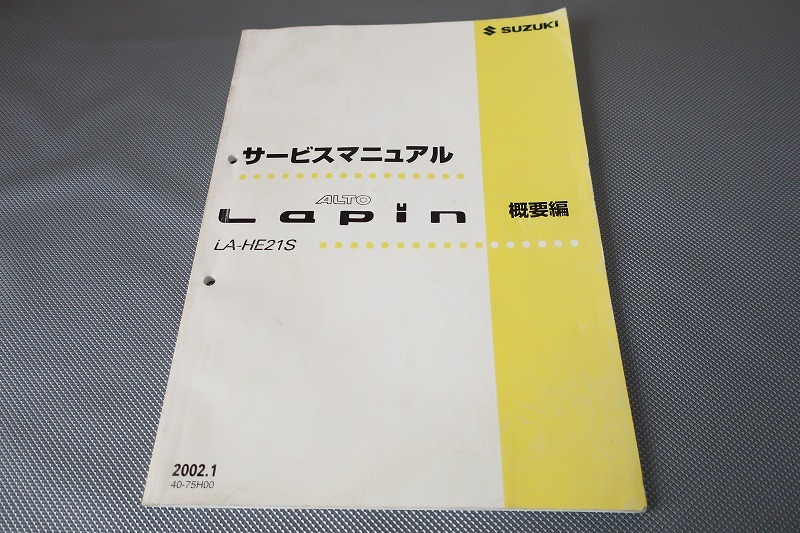 SUZUKI
サービスマニュアル
ALTO
Lapin 概要編
LA-HE21S
2002.1
40-75H00